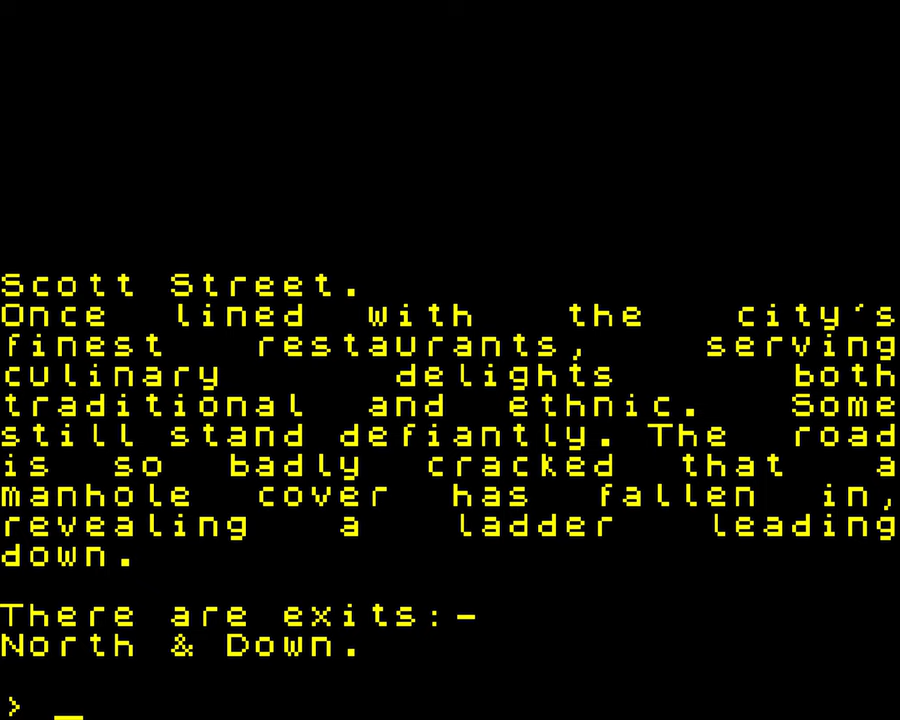 Scott Street.
Once lined with the city's
finest restaurants, serving
culinary delights both
traditional and ethnic. Some
still stand defiantly. The road
is so badly cracked that a
manhole cover has fallen in,
revealing a ladder leading
down.
There are exits:-
North & Down.
> _